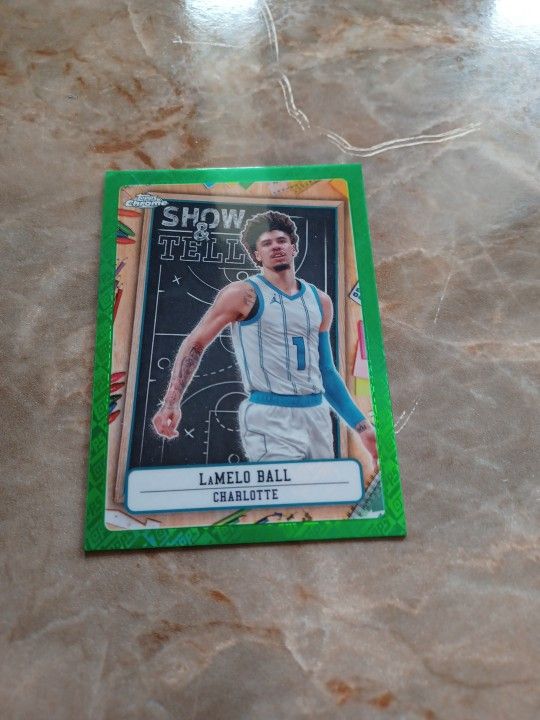 Topps
Chrome
SHOW
&
TELL
1
LaMELO BALL
CHARLOTTE